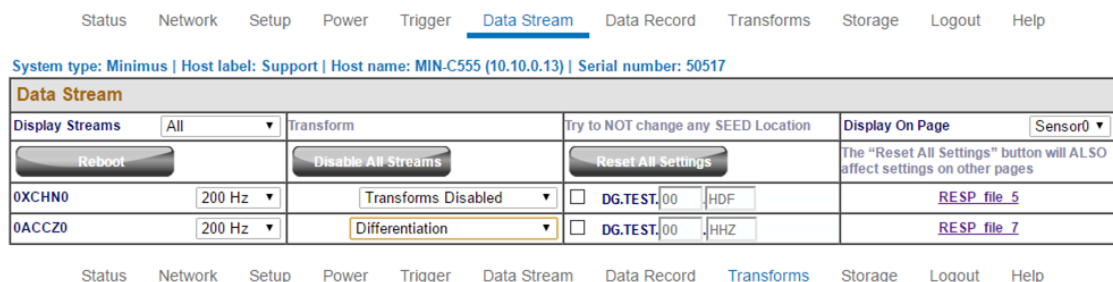 Status Network Setup Power Trigger Data Stream Data Record Transforms Storage Logout Help
System type: Minimus | Host label: Support | Host name: MIN-C555 (10.10.0.13) | Serial number: 50517
Data Stream
Display Streams All Transform Try to NOT change any SEED Location Display On Page Sensor0
Reboot Disable All Streams Reset All Settings The "Reset All Settings" button will ALSO
affect settings on other pages
0XCHN0 200 Hz Transforms Disabled DG.TEST. 00 . HDF RESP_file_5
0ACCZ0 200 Hz Differentiation DG.TEST. 00 . HHZ RESP_file_7
Status Network Setup Power Trigger Data Stream Data Record Transforms Storage Logout Help